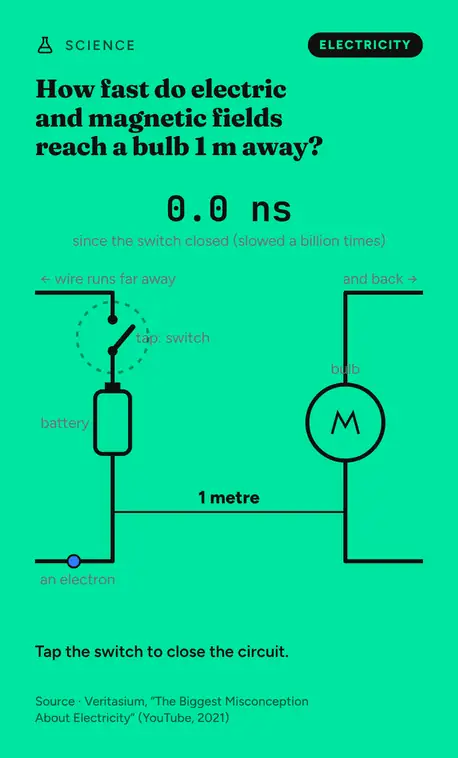 SCIENCE
ELECTRICITY
How fast do electric
and magnetic fields
reach a bulb 1 m away?
0.0 ns
since the switch closed (slowed a billion times)
← wire runs far away
and back →
tap: switch
bulb
battery
1 metre
an electron
Tap the switch to close the circuit.
Source · Veritasium, “The Biggest Misconception
About Electricity” (YouTube, 2021)